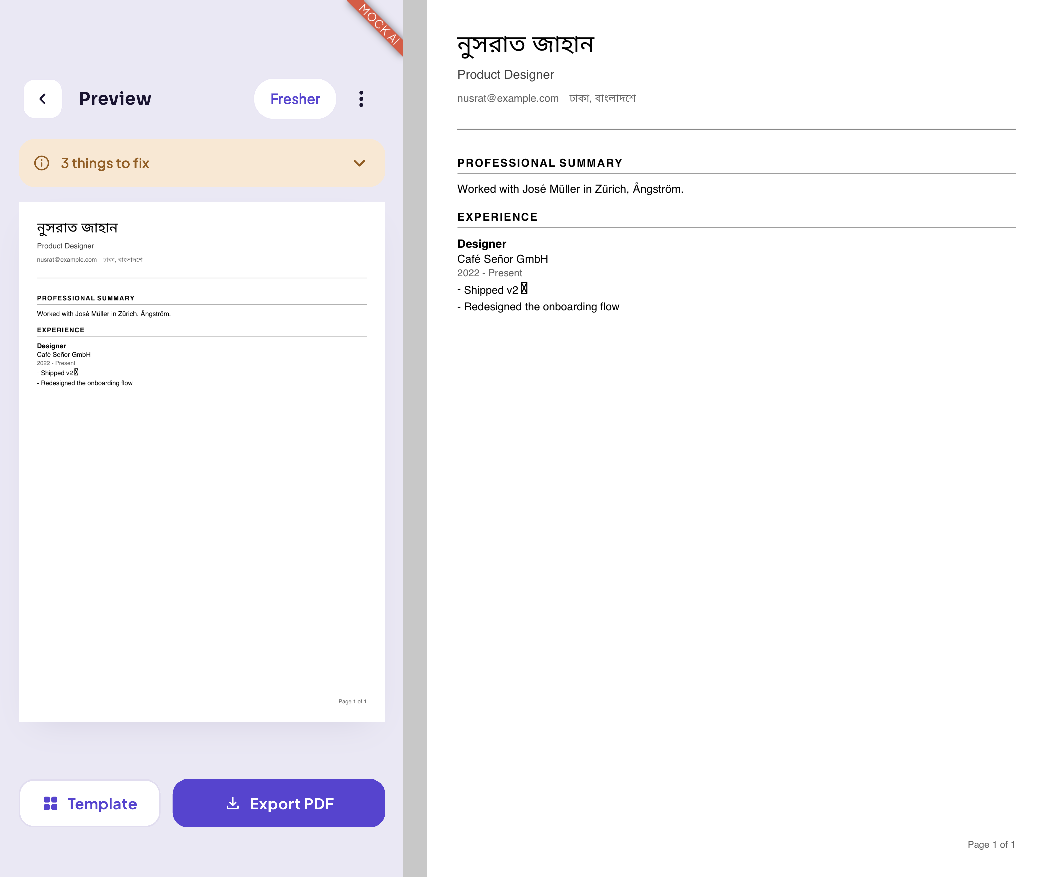 MOCK AI
Preview
Fresher
3 things to fix
নুসরাত জাহান
Product Designer
nusrat@example.com ঢাকা, বাংলাদেশে
PROFESSIONAL SUMMARY
Worked with José Müller in Zürich, Ångström.
EXPERIENCE
Designer
Café Señor GmbH
2022 - Present
- Shipped v2
- Redesigned the onboarding flow
Page 1 of 1
Template
Export PDF
নুসরাত জাহান
Product Designer
nusrat@example.com ঢাকা, বাংলাদেশে
PROFESSIONAL SUMMARY
Worked with José Müller in Zürich, Ångström.
EXPERIENCE
Designer
Café Señor GmbH
2022 - Present
- Shipped v2
- Redesigned the onboarding flow
Page 1 of 1